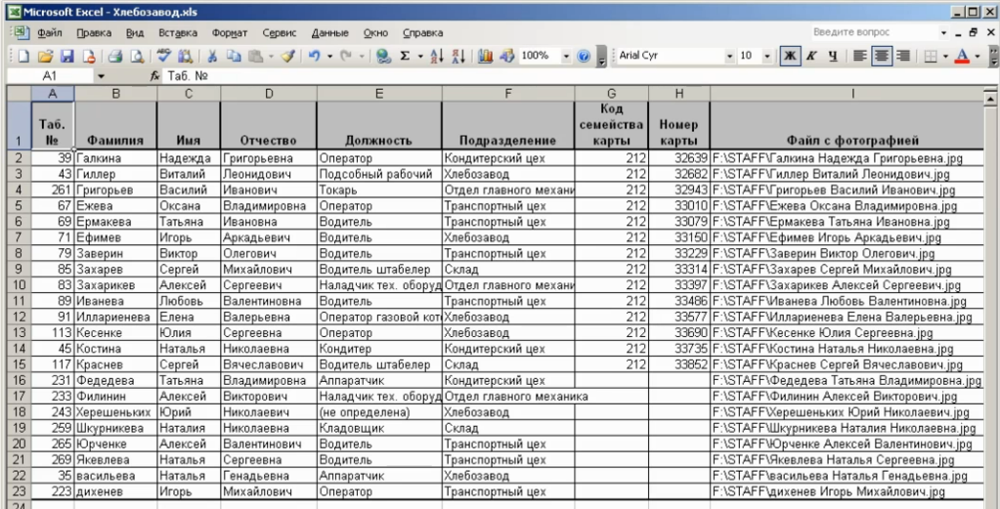 Microsoft Excel - Хлебозавод.xls
Файл Правка Вид Вставка Формат Сервис Данные Окно Справка Введите вопрос
100% Arial Cyr 10 Ж К Ч
A1 fx Таб. №
A B C D E F G H I
1 Таб. № Фамилия Имя Отчество Должность Подразделение Код семейства карты Номер карты Файл с фотографией
2 39 Галкина Надежда Григорьевна Оператор Кондитерский цех 212 32639 F:\STAFF\Галкина Надежда Григорьевна.jpg
3 43 Гиллер Виталий Леонидович Подсобный рабочий Хлебозавод 212 32682 F:\STAFF\Гиллер Виталий Леонидович.jpg
4 261 Григорьев Василий Иванович Токарь Отдел главного механи 212 32943 F:\STAFF\Григорьев Василий Иванович.jpg
5 67 Ежева Оксана Владимировна Оператор Транспортный цех 212 33010 F:\STAFF\Ежева Оксана Владимировна.jpg
6 69 Ермакева Татьяна Ивановна Водитель Транспортный цех 212 33079 F:\STAFF\Ермакева Татьяна Ивановна.jpg
7 71 Ефимев Игорь Аркадьевич Водитель Хлебозавод 212 33150 F:\STAFF\Ефимев Игорь Аркадьевич.jpg
8 79 Заверин Виктор Олегович Водитель Транспортный цех 212 33229 F:\STAFF\Заверин Виктор Олегович.jpg
9 85 Захарев Сергей Михайлович Водитель штабелер Склад 212 33314 F:\STAFF\Захарев Сергей Михайлович.jpg
10 83 Захарикев Алексей Сергеевич Наладчик тех. оборуд Отдел главного механи 212 33397 F:\STAFF\Захарикев Алексей Сергеевич.jpg
11 89 Иванева Любовь Валентиновна Водитель Транспортный цех 212 33486 F:\STAFF\Иванева Любовь Валентиновна.jpg
12 91 Иллариенева Елена Валерьевна Оператор газовой кот Хлебозавод 212 33577 F:\STAFF\Иллариенева Елена Валерьевна.jpg
13 113 Кесенке Юлия Сергеевна Оператор Хлебозавод 212 33690 F:\STAFF\Кесенке Юлия Сергеевна.jpg
14 45 Костина Наталья Николаевна Кондитер Кондитерский цех 212 33735 F:\STAFF\Костина Наталья Николаевна.jpg
15 117 Краснев Сергей Вячеславович Водитель штабелер Склад 212 33852 F:\STAFF\Краснев Сергей Вячеславович.jpg
16 231 Федедева Татьяна Владимировна Аппаратчик Кондитерский цех F:\STAFF\Федедева Татьяна Владимировна.jpg
17 233 Филинин Алексей Викторович Наладчик тех. оборуд Отдел главного механика F:\STAFF\Филинин Алексей Викторович.jpg
18 243 Херешеньких Юрий Николаевич (не определена) Хлебозавод F:\STAFF\Херешеньких Юрий Николаевич.jpg
19 259 Шкурникева Наталия Николаевна Кладовщик Склад F:\STAFF\Шкурникева Наталия Николаевна.jpg
20 265 Юрченке Алексей Валентинович Водитель Транспортный цех F:\STAFF\Юрченке Алексей Валентинович.jpg
21 269 Якевлева Наталья Сергеевна Водитель Транспортный цех F:\STAFF\Якевлева Наталья Сергеевна.jpg
22 35 васильева Наталья Генадьевна Аппаратчик Хлебозавод F:\STAFF\васильева Наталья Генадьевна.jpg
23 223 дихенев Игорь Михайлович Оператор Транспортный цех F:\STAFF\дихенев Игорь Михайлович.jpg
24